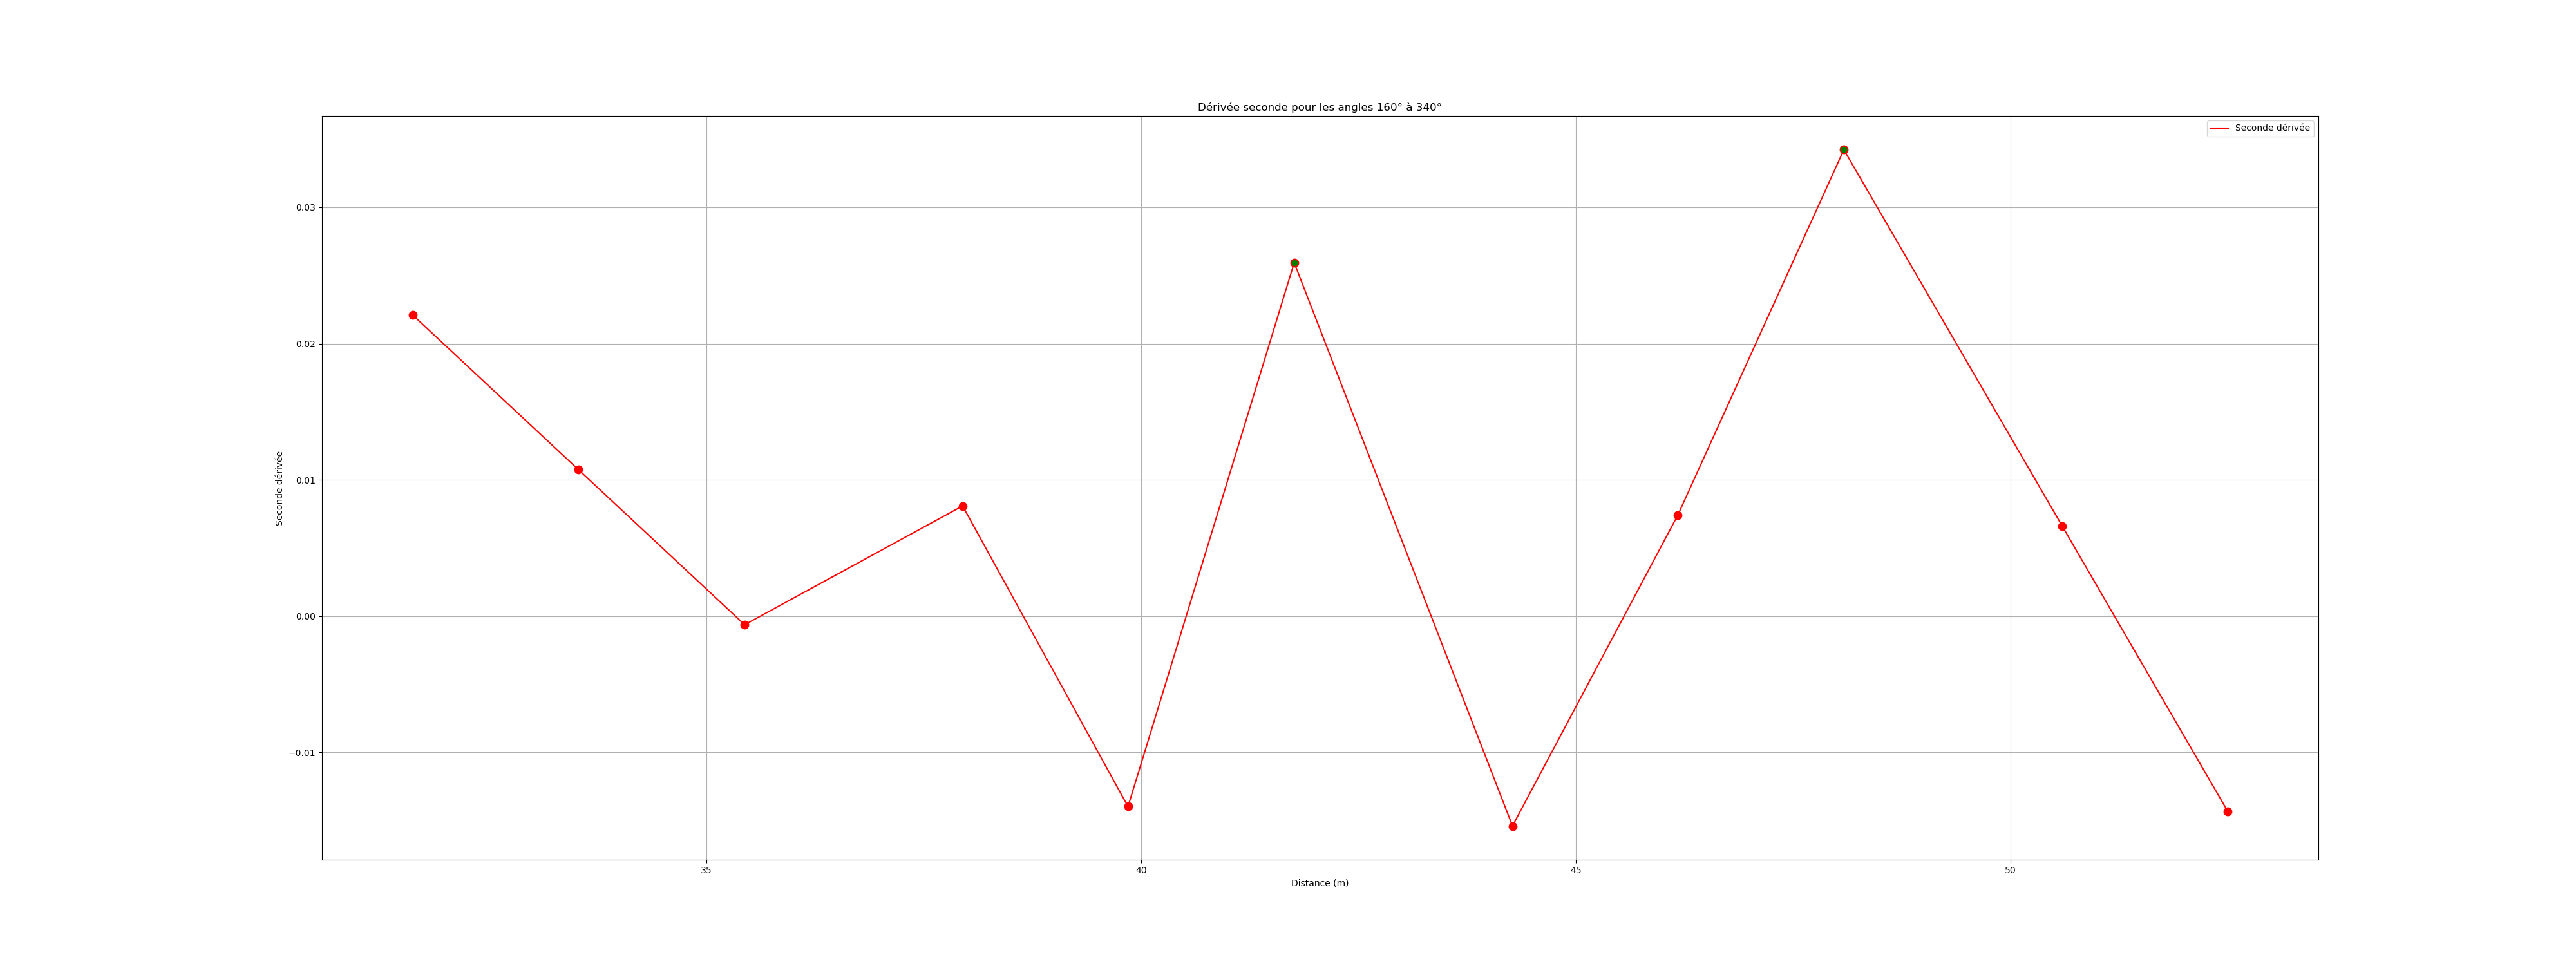 Dérivée seconde pour les angles 160° à 340°
Seconde dérivée
0.03
0.02
0.01
0.00
−0.01
Seconde dérivée
35
40
45
50
Distance (m)